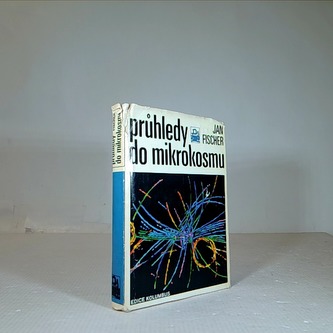 průhledy
do mikrokosmu
JAN
FISCHER
průhledy
do mikrokosmu
EDICE KOLUMBUS